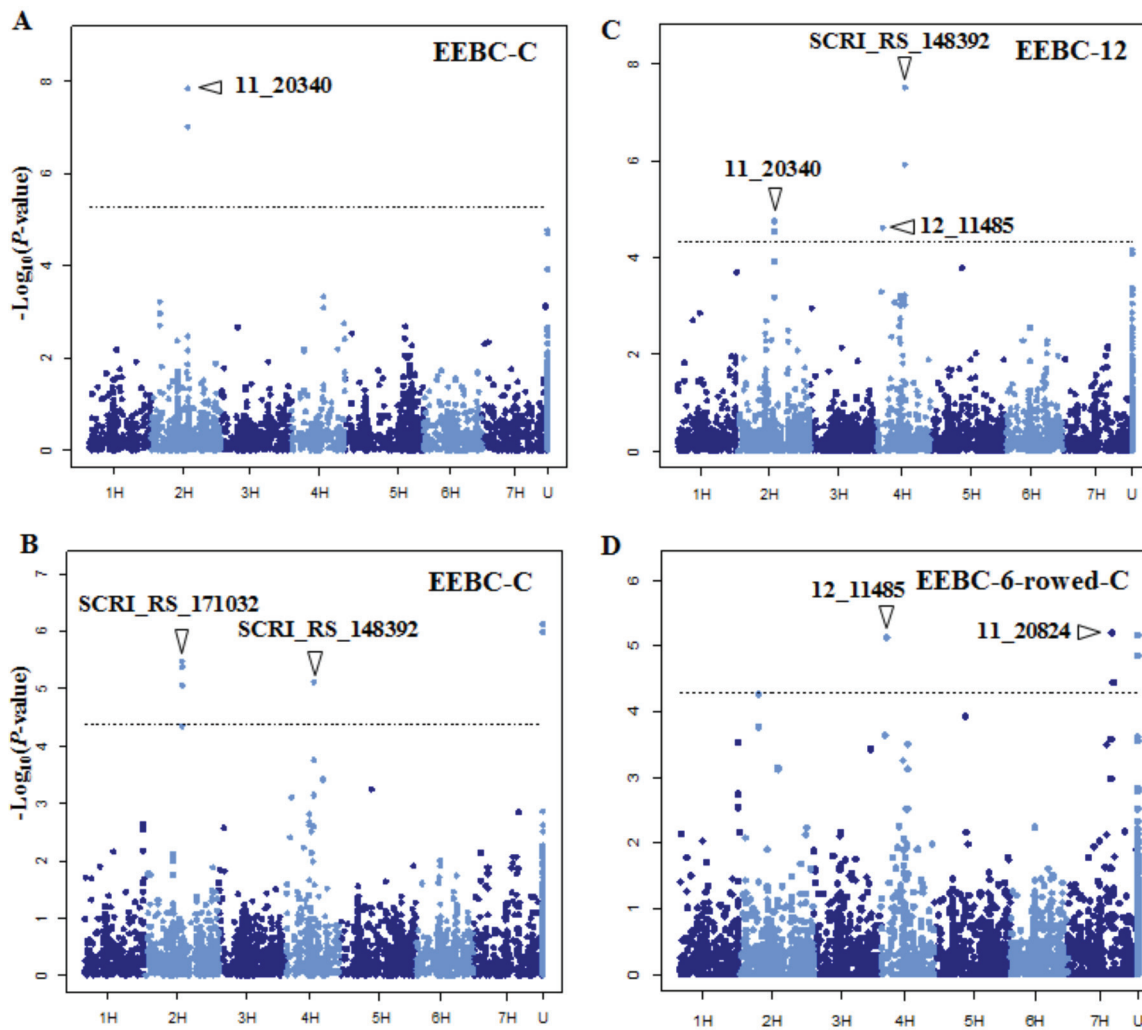 A
EEBC-C
11_20340
-Log10(P-value)
8
6
4
2
0
1H 2H 3H 4H 5H 6H 7H U
C
SCRI_RS_148392
EEBC-12
11_20340
12_11485
8
6
4
2
0
1H 2H 3H 4H 5H 6H 7H U
B
EEBC-C
SCRI_RS_171032
SCRI_RS_148392
-Log10(P-value)
7
6
5
4
3
2
1
0
1H 2H 3H 4H 5H 6H 7H U
D
EEBC-6-rowed-C
12_11485
11_20824
6
5
4
3
2
1
0
1H 2H 3H 4H 5H 6H 7H U